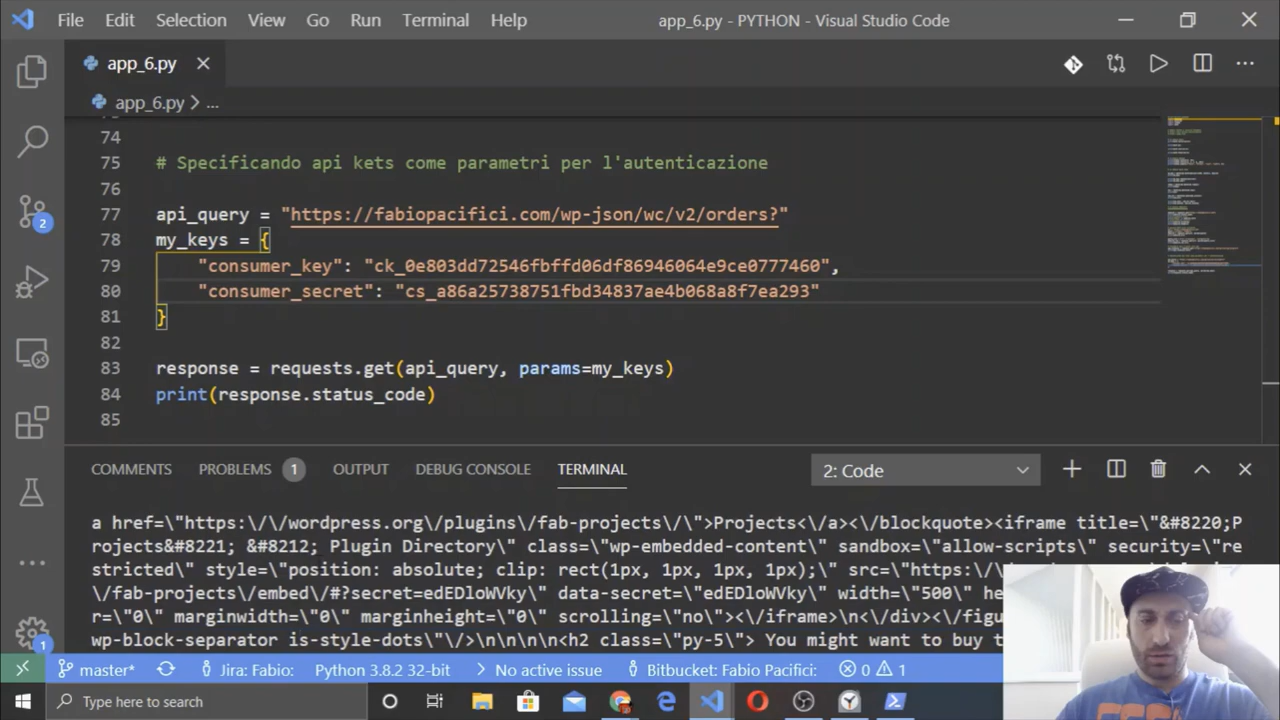 File Edit Selection View Go Run Terminal Help app_6.py - PYTHON - Visual Studio Code
app_6.py
app_6.py > ...
74
75 # Specificando api kets come parametri per l'autenticazione
76
77 api_query = "https://fabiopacifici.com/wp-json/wc/v2/orders?"
78 my_keys = {
79 "consumer_key": "ck_0e803dd72546fbffd06df86946064e9ce0777460",
80 "consumer_secret": "cs_a86a25738751fbd34837ae4b068a8f7ea293"
81 }
82
83 response = requests.get(api_query, params=my_keys)
84 print(response.status_code)
85
COMMENTS PROBLEMS 1 OUTPUT DEBUG CONSOLE TERMINAL 2: Code
a href=\"https:\/\/wordpress.org\/plugins\/fab-projects\/\">Projects<\/a><\/blockquote><iframe title=\"&#8220;P
rojects&#8221; &#8212; Plugin Directory\" class=\"wp-embedded-content\" sandbox=\"allow-scripts\" security=\"re
stricted\" style=\"position: absolute; clip: rect(1px, 1px, 1px, 1px);\" src=\"https:\
\/fab-projects\/embed\/#?secret=edEDloWVky\" data-secret=\"edEDloWVky\" width=\"500\" he
r=\"0\" marginwidth=\"0\" marginheight=\"0\" scrolling=\"no\"><\/iframe>\n<\/div><\/figu
wp-block-separator is-style-dots\"\/>\n\n\n\n<h2 class=\"py-5\"> You might want to buy t
2
1
master* Jira: Fabio: Python 3.8.2 32-bit No active issue Bitbucket: Fabio Pacifici: 0 1
Type here to search